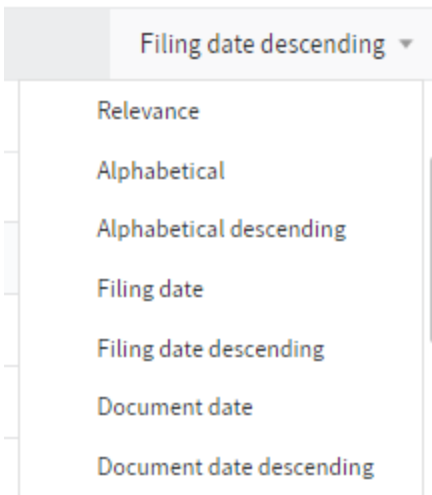 Filing date descending
Relevance
Alphabetical
Alphabetical descending
Filing date
Filing date descending
Document date
Document date descending